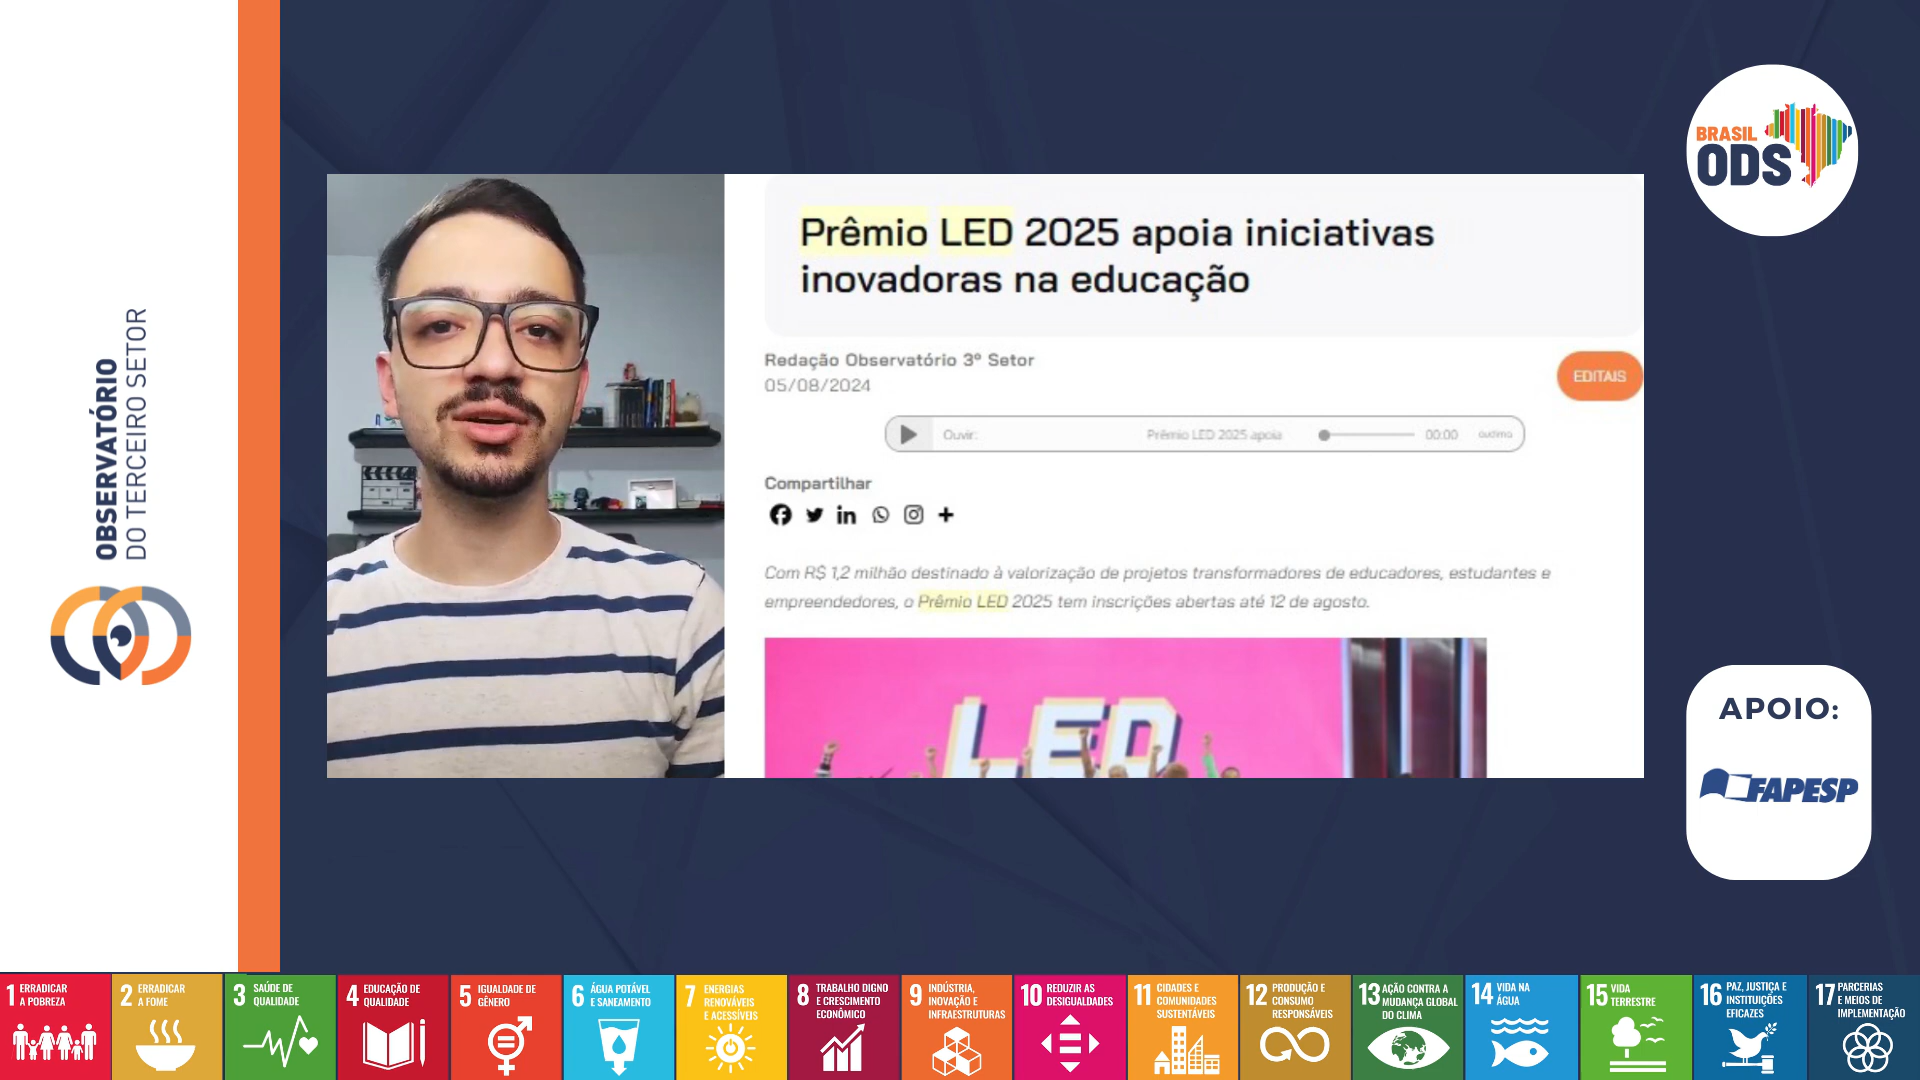 OBSERVATÓRIO
DO TERCEIRO SETOR
Prêmio LED 2025 apoia iniciativas
inovadoras na educação
Redação Observatório 3º Setor
05/08/2024
EDITAIS
Ouvir:
Prêmio LED 2025 apoia
00:00
Compartilhar
Com R$ 1,2 milhão destinado à valorização de projetos transformadores de educadores, estudantes e
empreendedores, o Prêmio LED 2025 tem inscrições abertas até 12 de agosto.
LED
BRASIL
ODS
APOIO:
FAPESP
1 ERRADICAR
A POBREZA
2 ERRADICAR
A FOME
3 SAÚDE DE
QUALIDADE
4 EDUCAÇÃO DE
QUALIDADE
5 IGUALDADE DE
GÊNERO
6 ÁGUA POTÁVEL
E SANEAMENTO
7 ENERGIAS
RENOVÁVEIS
E ACESSÍVEIS
8 TRABALHO DIGNO
E CRESCIMENTO
ECONÔMICO
9 INDÚSTRIA,
INOVAÇÃO E
INFRAESTRUTURAS
10 REDUZIR AS
DESIGUALDADES
11 CIDADES E
COMUNIDADES
SUSTENTÁVEIS
12 PRODUÇÃO E
CONSUMO
RESPONSÁVEIS
13 AÇÃO CONTRA A
MUDANÇA GLOBAL
DO CLIMA
14 VIDA NA
ÁGUA
15 VIDA
TERRESTRE
16 PAZ, JUSTIÇA E
INSTITUIÇÕES
EFICAZES
17 PARCERIAS
E MEIOS DE
IMPLEMENTAÇÃO